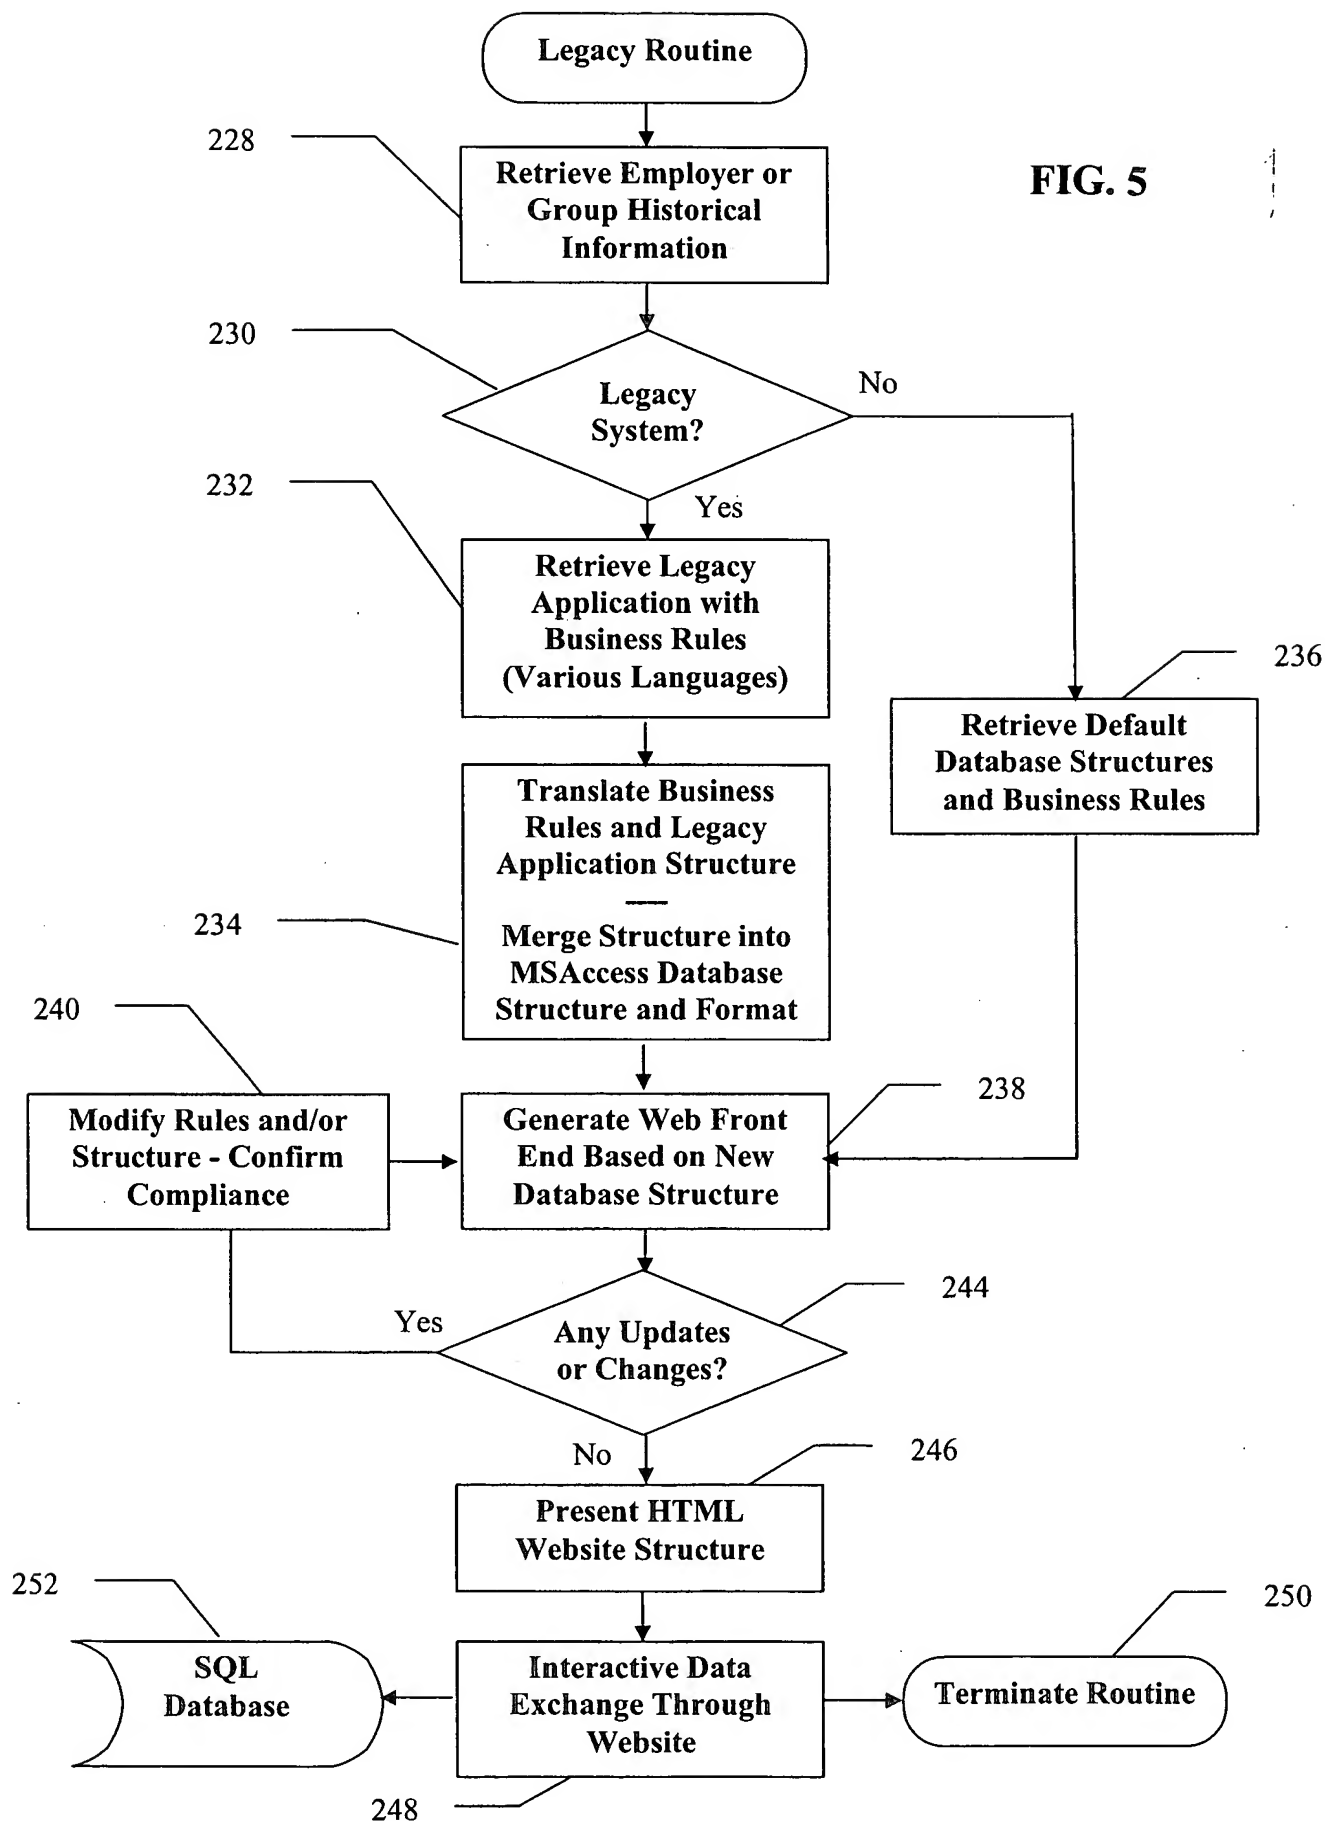 Legacy Routine
228
Retrieve Employer or
Group Historical
Information
FIG. 5
230
Legacy
System?
No
Yes
232
Retrieve Legacy
Application with
Business Rules
(Various Languages)
236
Retrieve Default
Database Structures
and Business Rules
Translate Business
Rules and Legacy
Application Structure
—
Merge Structure into
MSAccess Database
Structure and Format
234
240
Modify Rules and/or
Structure - Confirm
Compliance
238
Generate Web Front
End Based on New
Database Structure
244
Yes
Any Updates
or Changes?
No
246
Present HTML
Website Structure
252
SQL
Database
Interactive Data
Exchange Through
Website
250
Terminate Routine
248